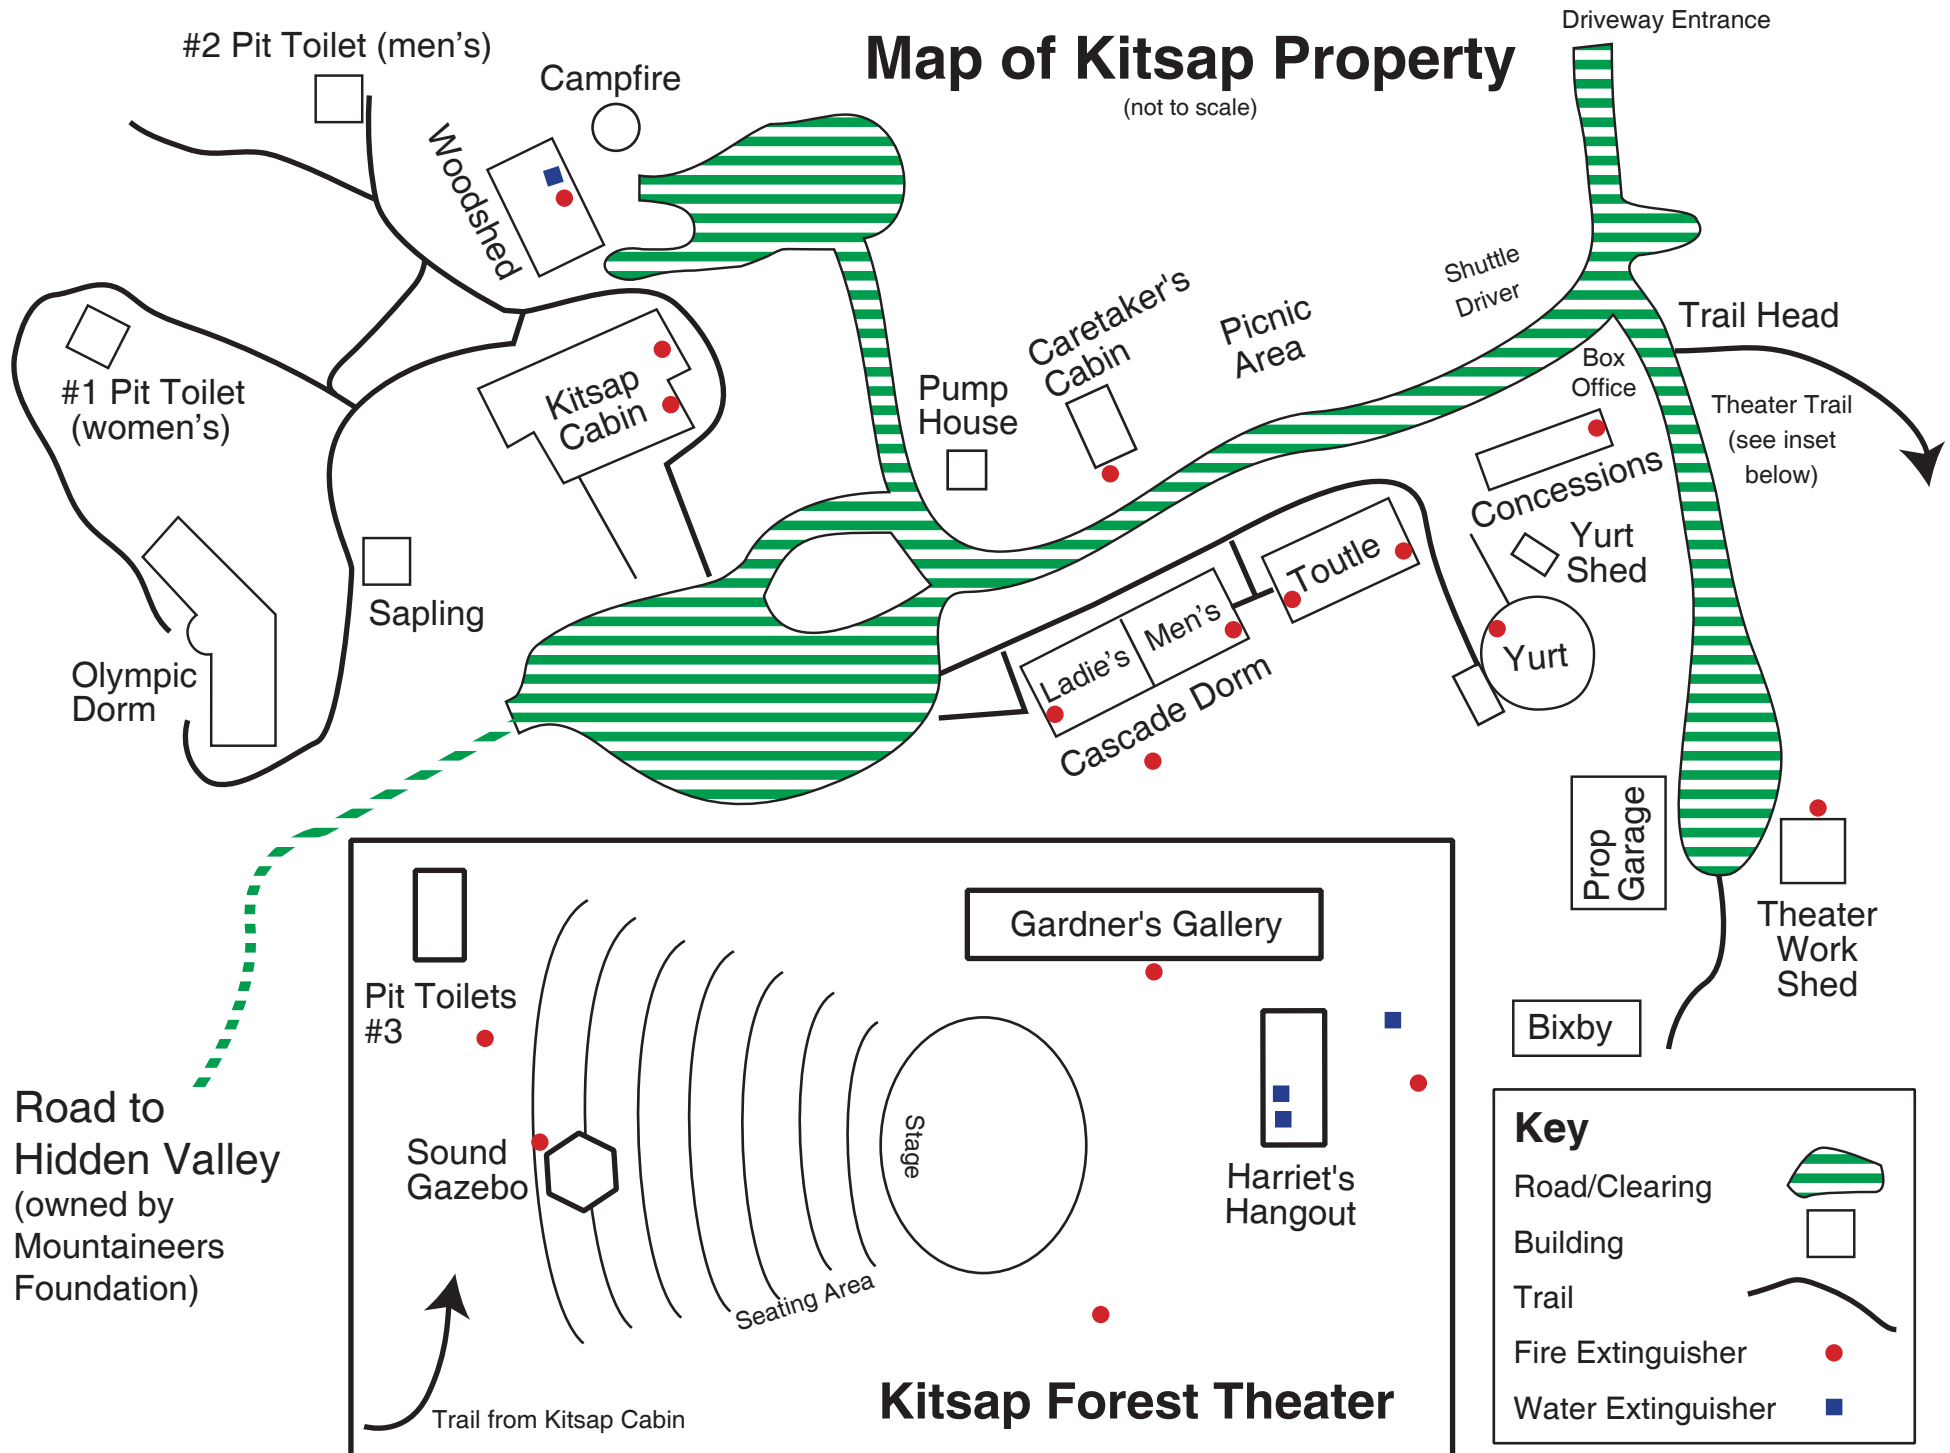 Driveway Entrance
#2 Pit Toilet (men's)
Campfire
Map of Kitsap Property
(not to scale)
Woodshed
Shuttle
Driver
Caretaker's
Cabin
Picnic
Area
Trail Head
Box
Office
#1 Pit Toilet
(women's)
Kitsap
Cabin
Pump
House
Theater Trail
(see inset
below)
Concessions
Yurt
Shed
Toutle
Sapling
Men's
Ladie's
Yurt
Olympic
Dorm
Cascade Dorm
Prop
Garage
Theater
Work
Shed
Gardner's Gallery
Pit Toilets
#3
Bixby
Road to
Hidden Valley
(owned by
Mountaineers
Foundation)
Sound
Gazebo
Stage
Harriet's
Hangout
Seating Area
Trail from Kitsap Cabin
Kitsap Forest Theater
Key
Road/Clearing
Building
Trail
Fire Extinguisher
Water Extinguisher